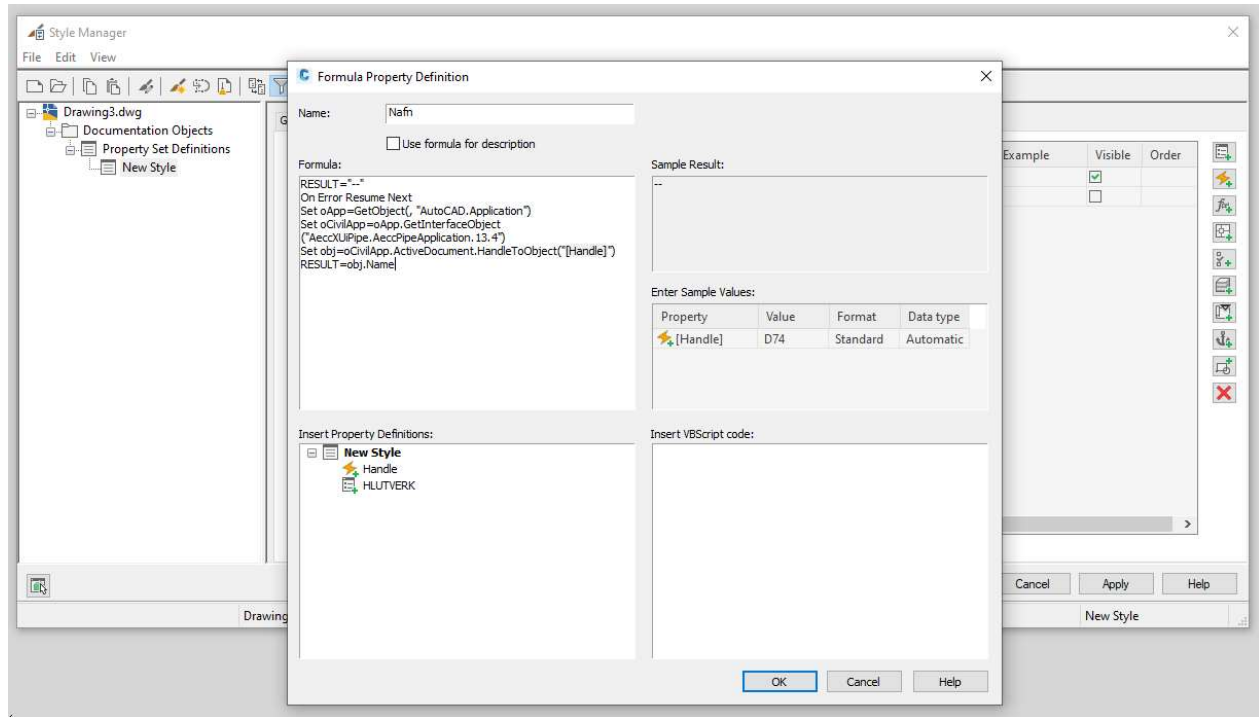 Style Manager
File Edit View
Drawing3.dwg
Documentation Objects
Property Set Definitions
New Style
G
Formula Property Definition
Name: Nafn
Use formula for description
Formula:
RESULT="--"
On Error Resume Next
Set oApp=GetObject(, "AutoCAD.Application")
Set oCivilApp=oApp.GetInterfaceObject
("AeccXUiPipe.AeccPipeApplication.13.4")
Set obj=oCivilApp.ActiveDocument.HandleToObject("[Handle]")
RESULT=obj.Name
Sample Result:
--
Enter Sample Values:
Property Value Format Data type
[Handle] D74 Standard Automatic
Insert Property Definitions:
New Style
Handle
HLUTVERK
Insert VBScript code:
OK Cancel Help
Example Visible Order
Cancel Apply Help
Drawing
New Style